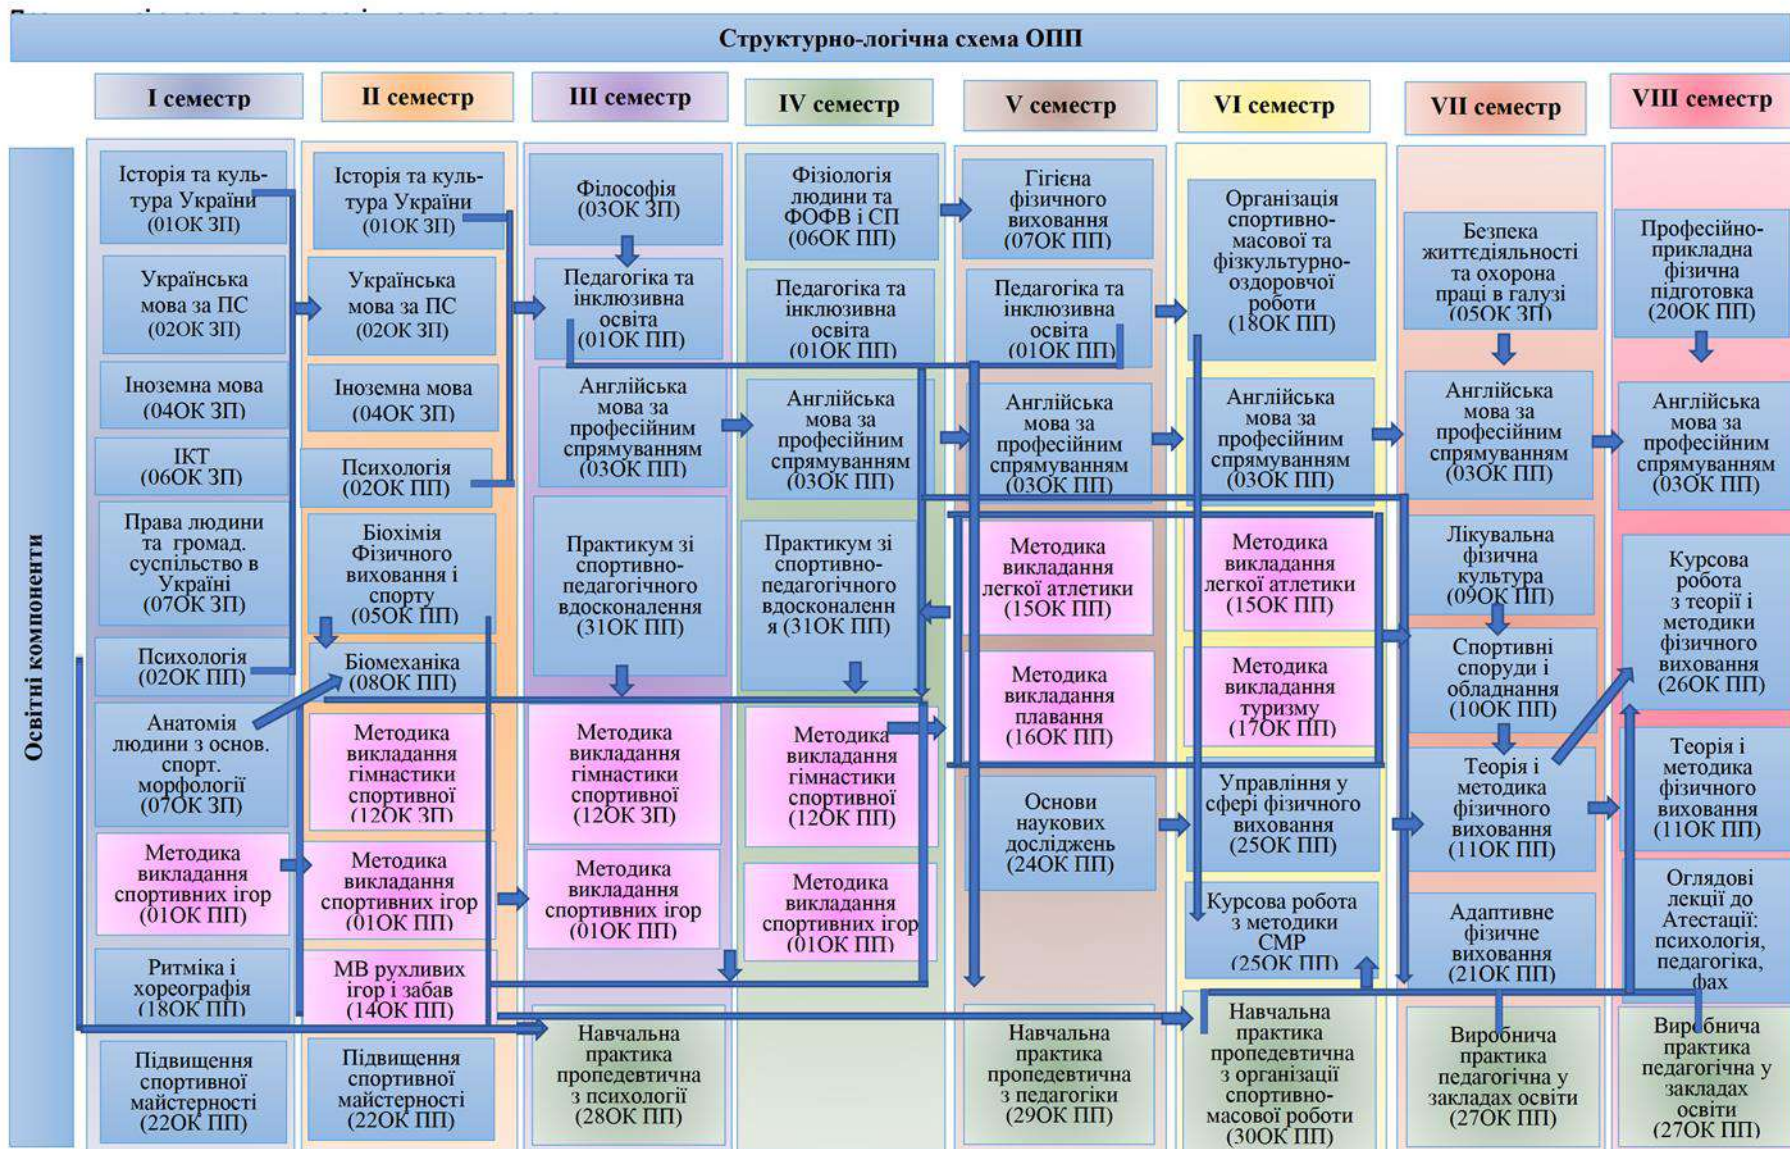 Структурно-логічна схема ОПП
I семестр
II семестр
III семестр
IV семестр
V семестр
VI семестр
VII семестр
VIII семестр
Освітні компоненти
Історія та куль-
тура України
(01ОК ЗП)
Українська
мова за ПС
(02ОК ЗП)
Іноземна мова
(04ОК ЗП)
ІКТ
(06ОК ЗП)
Права людини
та громад.
суспільство в
Україні
(07ОК ЗП)
Психологія
(02ОК ПП)
Анатомія
людини з основ.
спорт.
морфології
(07ОК ЗП)
Методика
викладання
спортивних ігор
(01ОК ПП)
Ритміка і
хореографія
(18ОК ПП)
Підвищення
спортивної
майстерності
(22ОК ПП)
Історія та куль-
тура України
(01ОК ЗП)
Українська
мова за ПС
(02ОК ЗП)
Іноземна мова
(04ОК ЗП)
Психологія
(02ОК ПП)
Біохімія
Фізичного
виховання і
спорту
(05ОК ПП)
Біомеханіка
(08ОК ПП)
Методика
викладання
гімнастики
спортивної
(12ОК ЗП)
Методика
викладання
спортивних ігор
(01ОК ПП)
МВ рухливих
ігор і забав
(14ОК ПП)
Підвищення
спортивної
майстерності
(22ОК ПП)
Філософія
(03ОК ЗП)
Педагогіка та
інклюзивна
освіта
(01ОК ПП)
Англійська
мова за
професійним
спрямуванням
(03ОК ПП)
Практикум зі
спортивно-
педагогічного
вдосконалення
(31ОК ПП)
Методика
викладання
гімнастики
спортивної
(12ОК ЗП)
Методика
викладання
спортивних ігор
(01ОК ПП)
Навчальна
практика
пропедевтична
з психології
(28ОК ПП)
Фізіологія
людини та
ФОФВ і СП
(06ОК ПП)
Педагогіка та
інклюзивна
освіта
(01ОК ПП)
Англійська
мова за
професійним
спрямуванням
(03ОК ПП)
Практикум зі
спортивно-
педагогічного
вдосконаленн
я (31ОК ПП)
Методика
викладання
гімнастики
спортивної
(12ОК ПП)
Методика
викладання
спортивних ігор
(01ОК ПП)
Гігієна
фізичного
виховання
(07ОК ПП)
Педагогіка та
інклюзивна
освіта
(01ОК ПП)
Англійська
мова за
професійним
спрямуванням
(03ОК ПП)
Методика
викладання
легкої атлетики
(15ОК ПП)
Методика
викладання
плавання
(16ОК ПП)
Основи
наукових
досліджень
(24ОК ПП)
Навчальна
практика
пропедевтична
з педагогіки
(29ОК ПП)
Організація
спортивно-
масової та
фізкультурно-
оздоровчої
роботи
(18ОК ПП)
Англійська
мова за
професійним
спрямуванням
(03ОК ПП)
Методика
викладання
легкої атлетики
(15ОК ПП)
Методика
викладання
туризму
(17ОК ПП)
Управління у
сфері фізичного
виховання
(25ОК ПП)
Курсова робота
з методики
СМР
(25ОК ПП)
Навчальна
практика
пропедевтична
з організації
спортивно-
масової роботи
(30ОК ПП)
Безпека
життєдіяльності
та охорона
праці в галузі
(05ОК ЗП)
Англійська
мова за
професійним
спрямуванням
(03ОК ПП)
Лікувальна
фізична
культура
(09ОК ПП)
Спортивні
споруди і
обладнання
(10ОК ПП)
Теорія і
методика
фізичного
виховання
(11ОК ПП)
Адаптивне
фізичне
виховання
(21ОК ПП)
Виробнича
практика
педагогічна у
закладах освіти
(27ОК ПП)
Професійно-
прикладна
фізична
підготовка
(20ОК ПП)
Англійська
мова за
професійним
спрямуванням
(03ОК ПП)
Курсова
робота
з теорії і
методики
фізичного
виховання
(26ОК ПП)
Теорія і
методика
фізичного
виховання
(11ОК ПП)
Оглядові
лекції до
Атестації:
психологія,
педагогіка,
фах
Виробнича
практика
педагогічна у
закладах
освіти
(27ОК ПП)